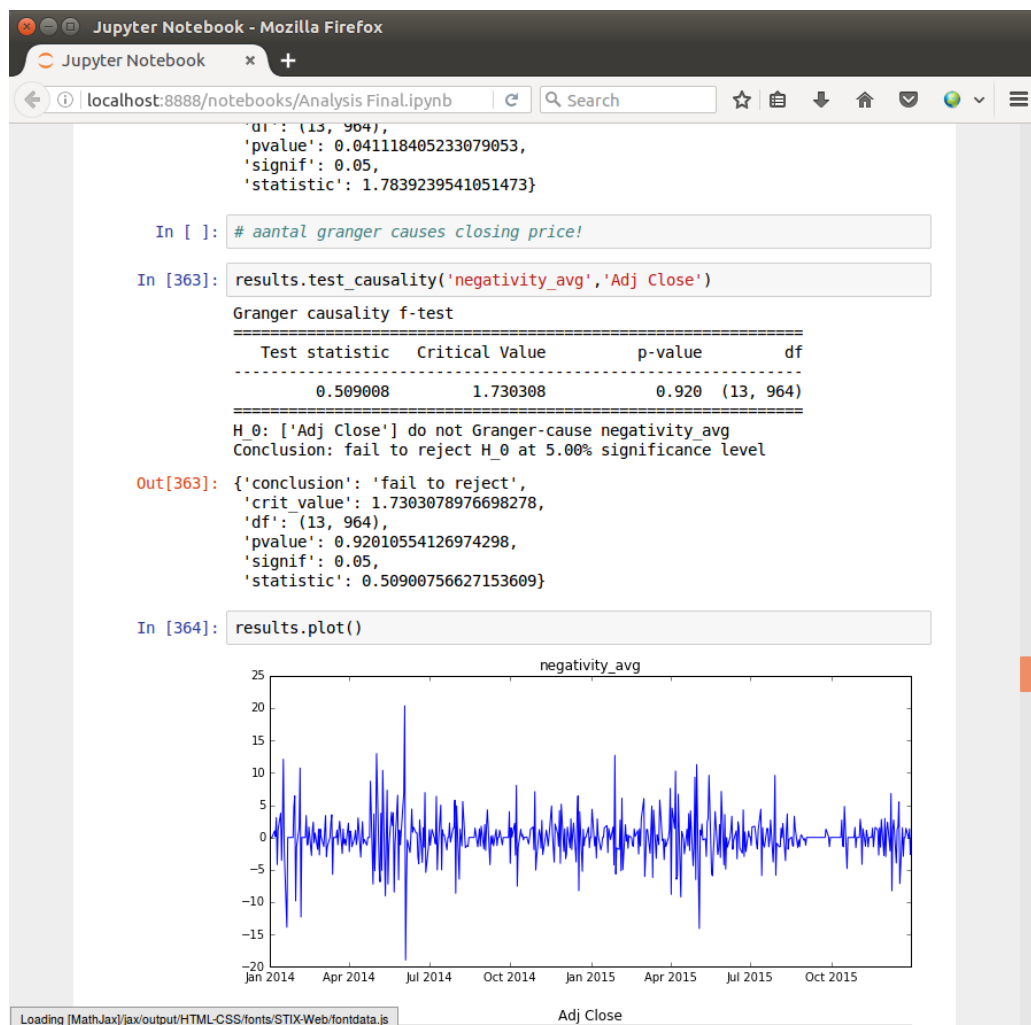 Jupyter Notebook - Mozilla Firefox
Jupyter Notebook × +
localhost:8888/notebooks/Analysis Final.ipynb Search
'df': (13, 964),
'pvalue': 0.041118405233079053,
'signif': 0.05,
'statistic': 1.7839239541051473}
In [ ]: # aantal granger causes closing price!
In [363]: results.test_causality('negativity_avg','Adj Close')
Granger causality f-test
==============================================================
Test statistic Critical Value p-value df
--------------------------------------------------------------
0.509008 1.730308 0.920 (13, 964)
==============================================================
H_0: ['Adj Close'] do not Granger-cause negativity_avg
Conclusion: fail to reject H_0 at 5.00% significance level
Out[363]: {'conclusion': 'fail to reject',
'crit_value': 1.7303078976698278,
'df': (13, 964),
'pvalue': 0.92010554126974298,
'signif': 0.05,
'statistic': 0.50900756627153609}
In [364]: results.plot()
negativity_avg
25
20
15
10
5
0
−5
−10
−15
−20
Jan 2014 Apr 2014 Jul 2014 Oct 2014 Jan 2015 Apr 2015 Jul 2015 Oct 2015
Adj Close
Loading [MathJax]/jax/output/HTML-CSS/fonts/STIX-Web/fontdata.js